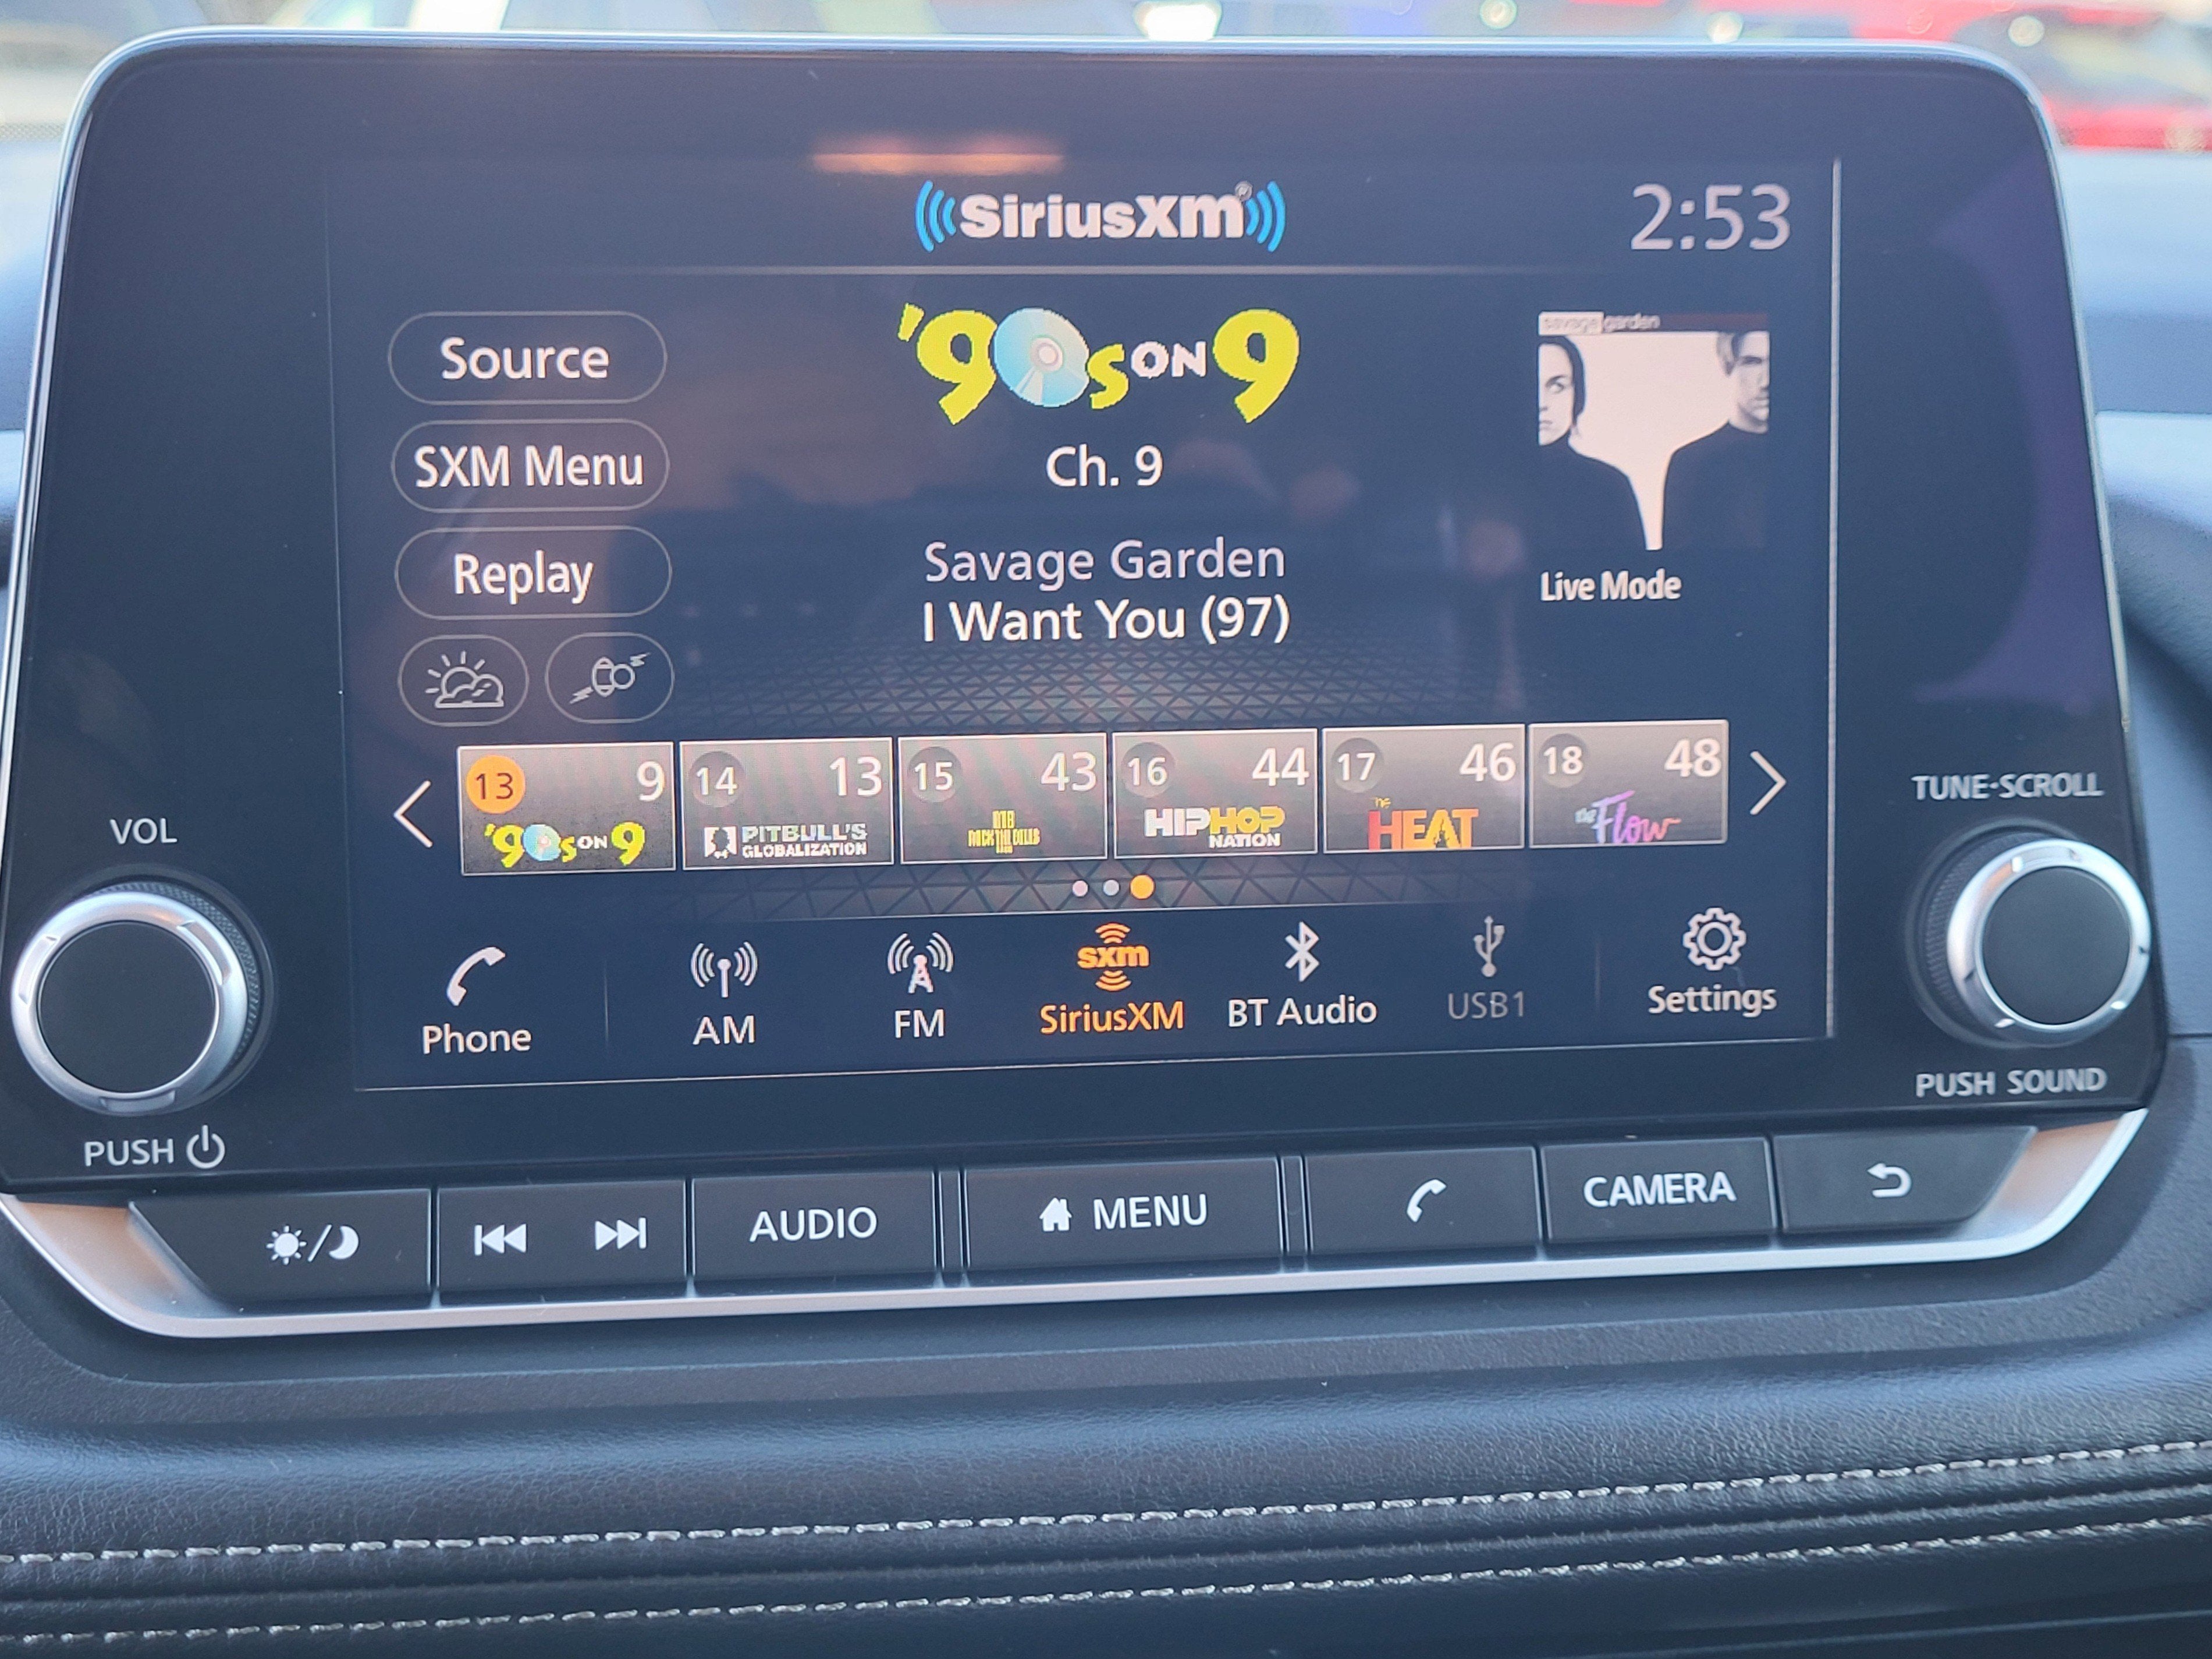 SiriusXM®
2:53
Source
'90s ON 9
savage garden
SXM Menu
Ch. 9
Replay
Savage Garden
I Want You (97)
Live Mode
13 9
'90s ON 9
14 13
PITBULL'S
GLOBALIZATION
15 43
16 44
HIPHOP
NATION
17 46
the
HEAT
18 48
the Flow
VOL
TUNE·SCROLL
Phone
AM
FM
sxm
SiriusXM
BT Audio
USB1
Settings
PUSH
PUSH SOUND
AUDIO
MENU
CAMERA